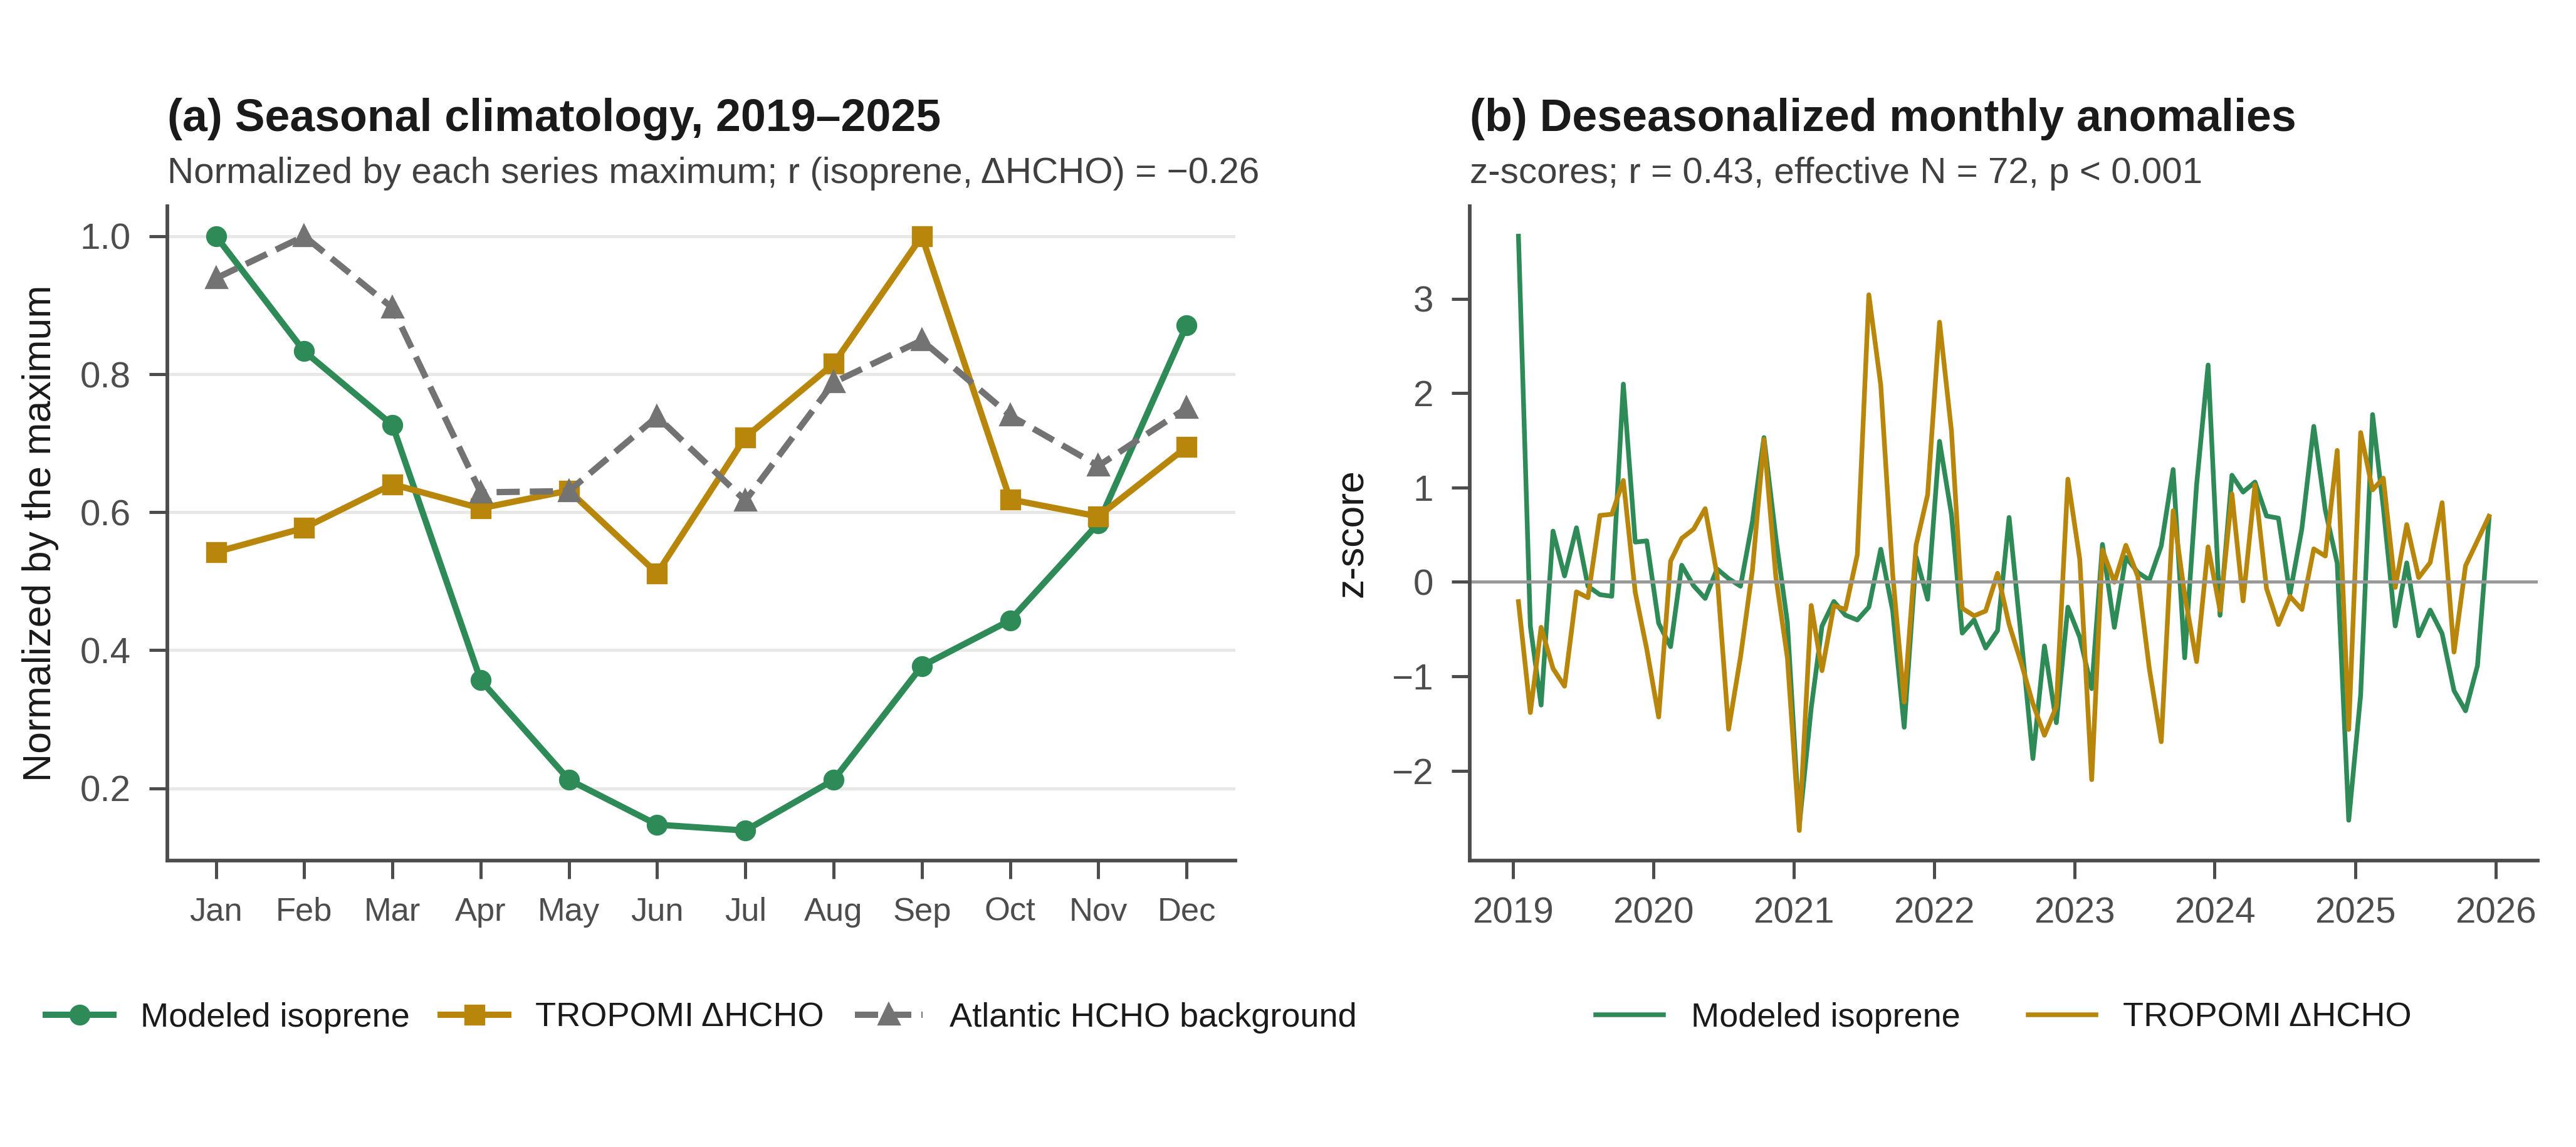 (a) Seasonal climatology, 2019–2025
Normalized by each series maximum; r (isoprene, ΔHCHO) = −0.26
Normalized by the maximum
1.0
0.8
0.6
0.4
0.2
Jan Feb Mar Apr May Jun Jul Aug Sep Oct Nov Dec
Modeled isoprene TROPOMI ΔHCHO Atlantic HCHO background
(b) Deseasonalized monthly anomalies
z-scores; r = 0.43, effective N = 72, p < 0.001
z-score
3
2
1
0
−1
−2
2019 2020 2021 2022 2023 2024 2025 2026
Modeled isoprene TROPOMI ΔHCHO